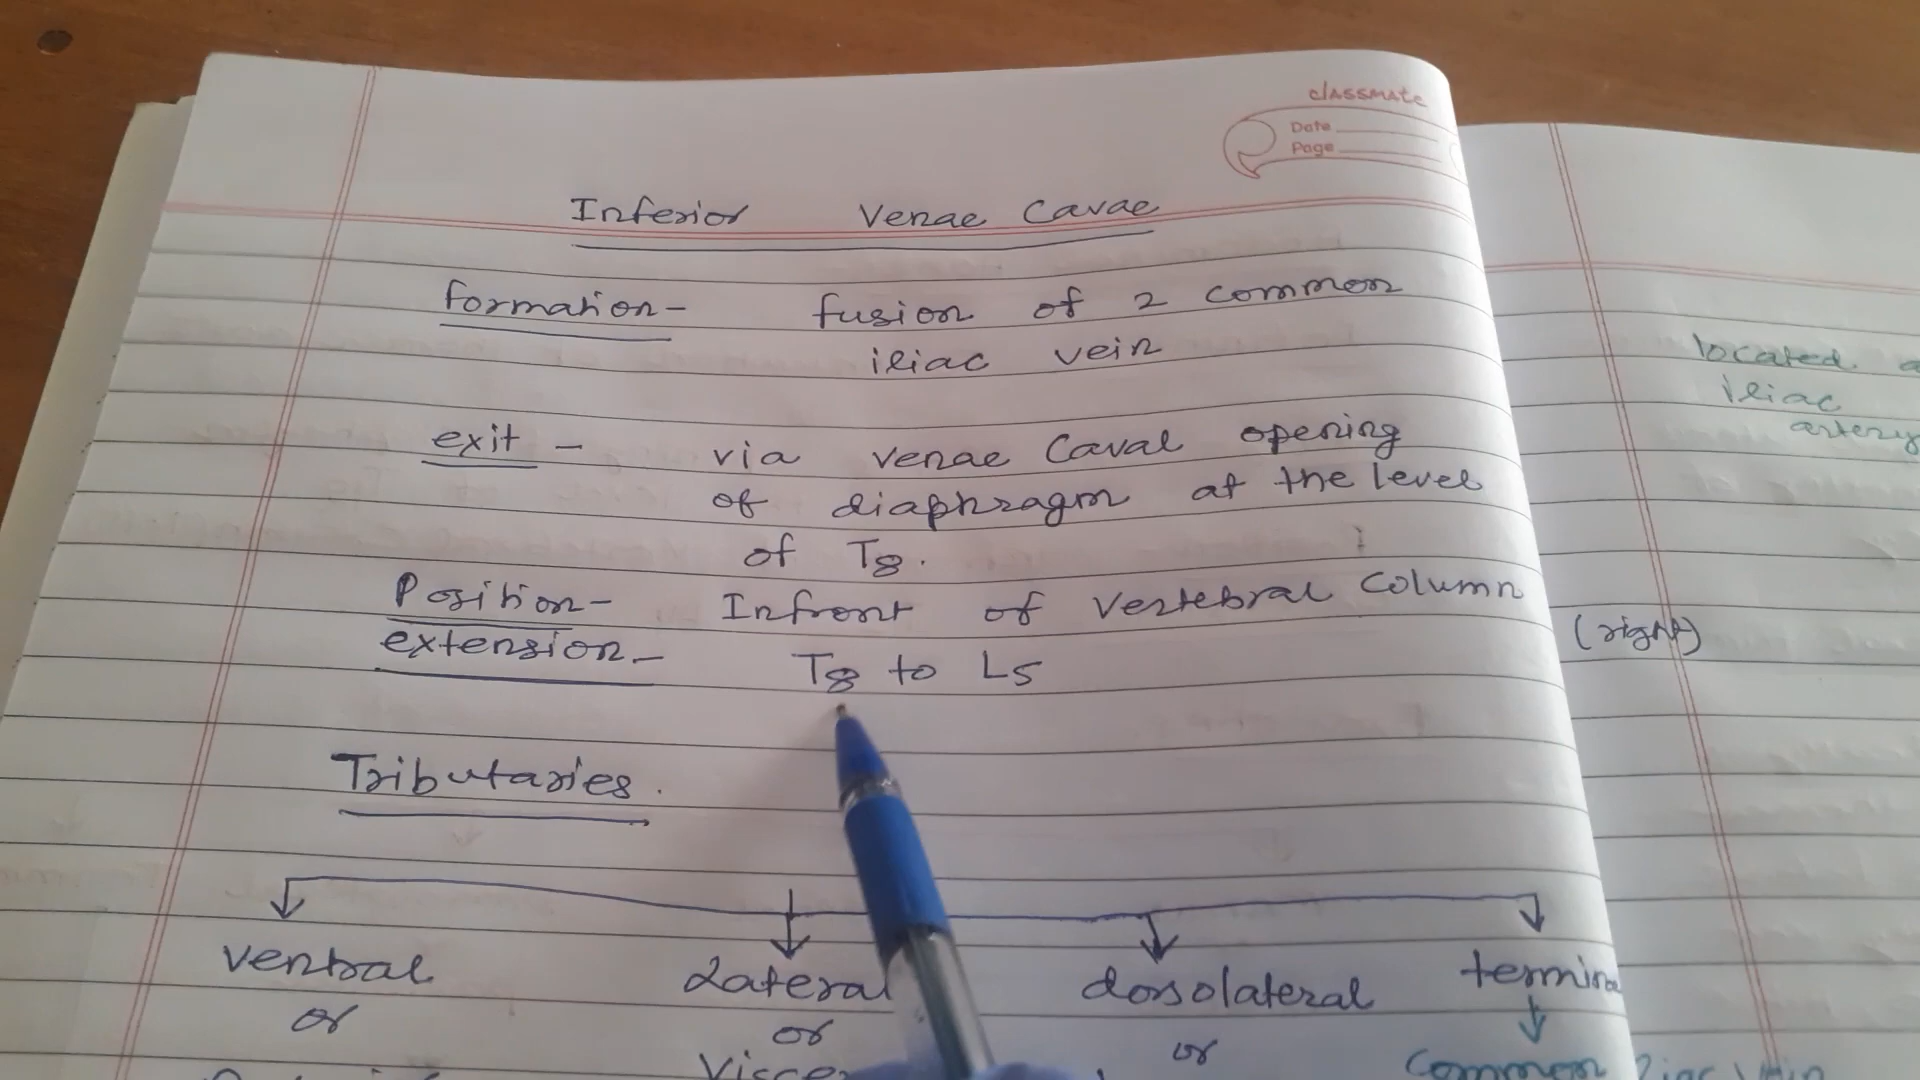 classmate
Date
Page
Inferior Venae Cavae
formation- fusion of 2 common
iliac vein
exit - via venae Caval opening
of diaphragm at the level
of T8.
Position- Infront of Vertebral Column
extension- T8 to L5
Tributaries.
ventral
or
Lateral
or
dorsolateral
or
Common
located
iliac
artery
(right)